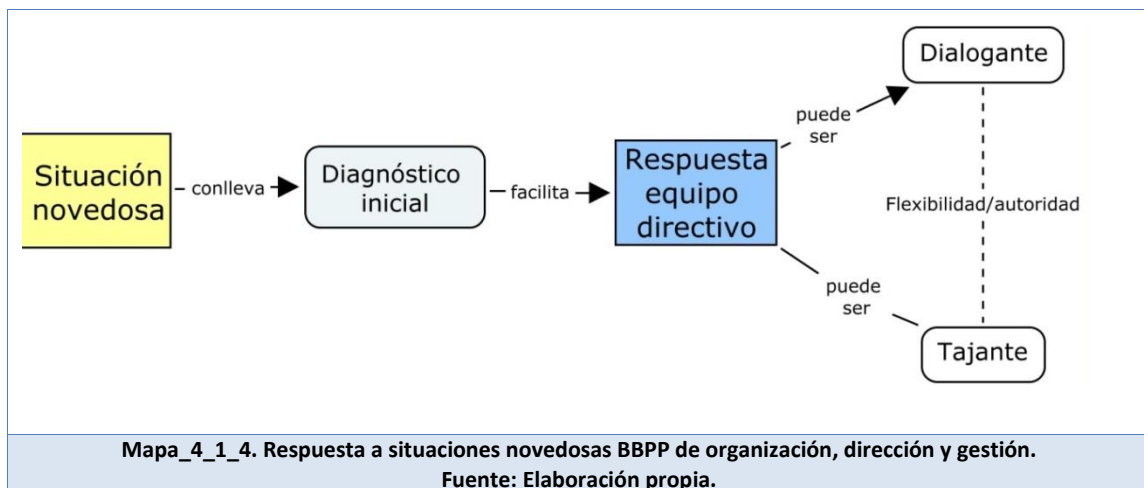 Situación
novedosa
conlleva
Diagnóstico
inicial
facilita
Respuesta
equipo
directivo
puede
ser
Dialogante
Flexibilidad/autoridad
puede
ser
Tajante
Mapa_4_1_4. Respuesta a situaciones novedosas BBPP de organización, dirección y gestión.
Fuente: Elaboración propia.